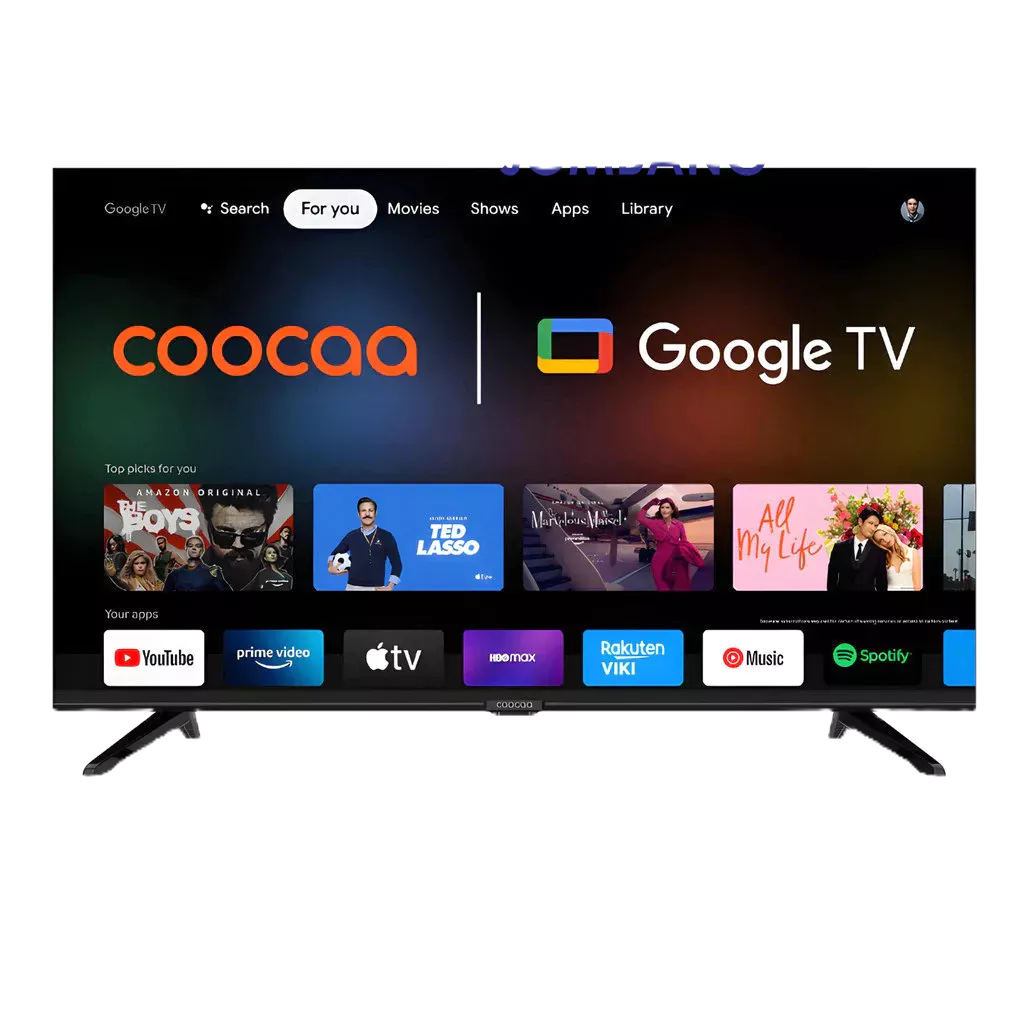 JOMBANG
Google TV Search For you Movies Shows Apps Library
coocaa Google TV
Top picks for you
AMAZON ORIGINAL
THE BOYS
TED LASSO
Marvelous Maisel
All My Life
Your apps
YouTube prime video tv HBO max Rakuten VIKI Music Spotify
coocaa